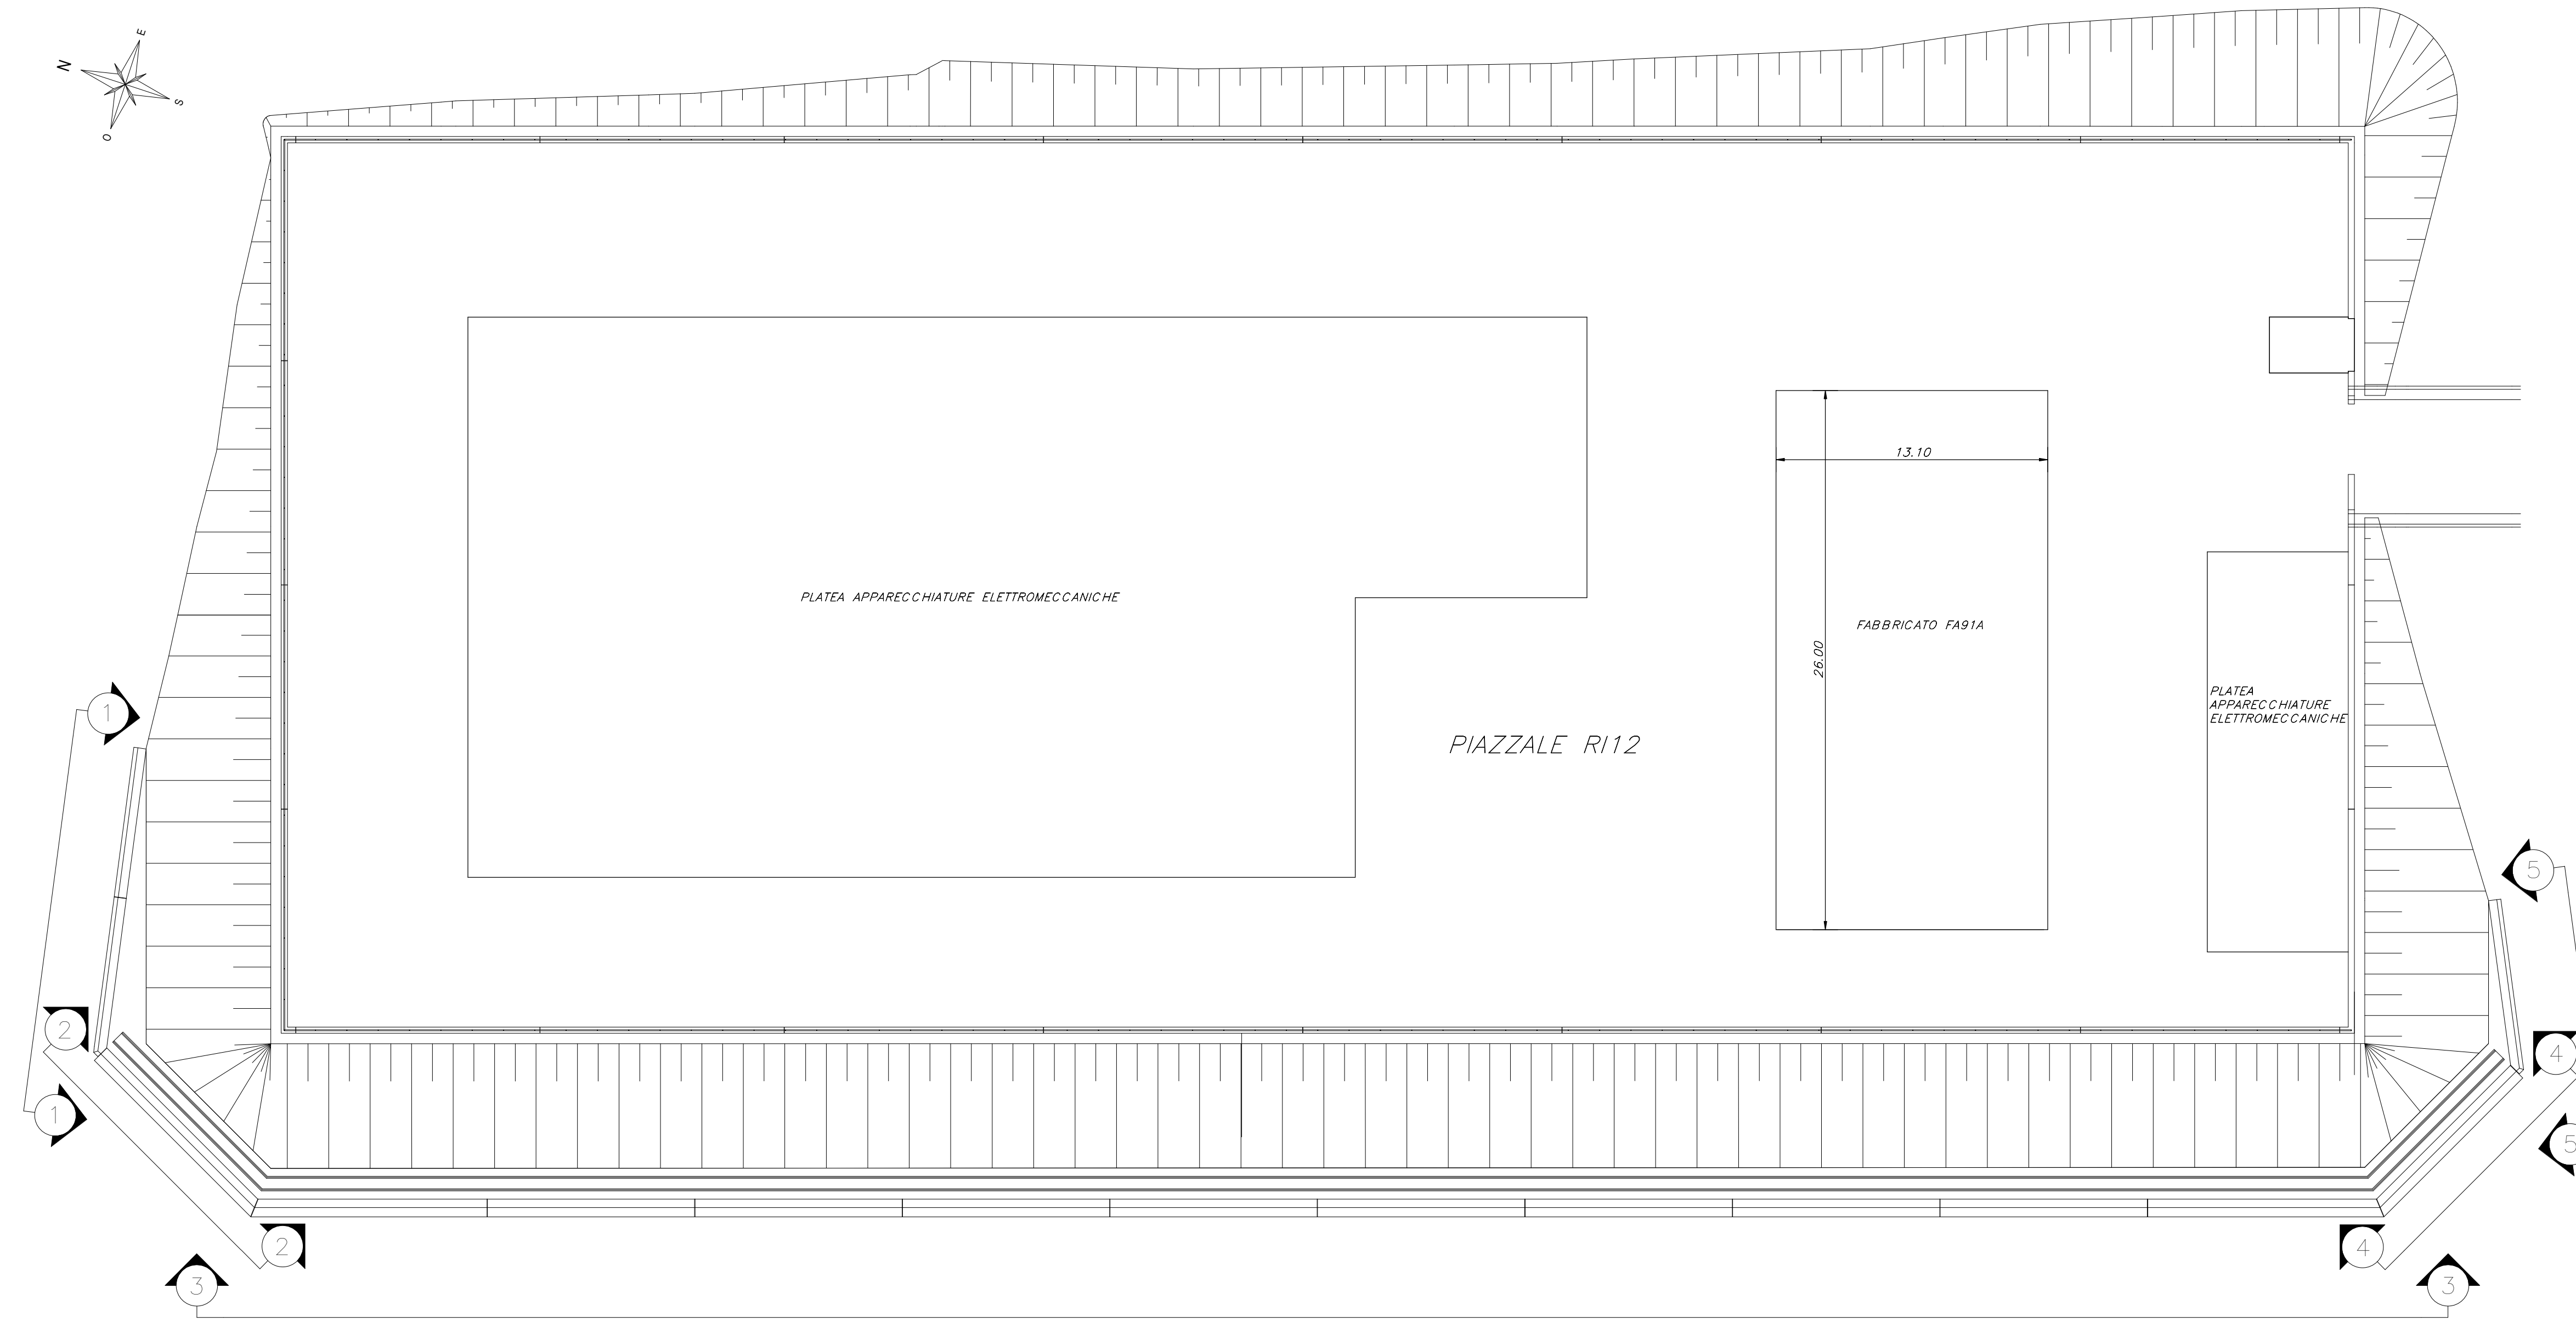 E
N
S
O
13.10
PLATEA APPARECCHIATURE ELETTROMECCANICHE
FABBRICATO FA91A
26.00
PLATEA
APPARECCHIATURE
ELETTROMECCANICHE
PIAZZALE RI12
1
5
2
4
1
5
2
4
3
3